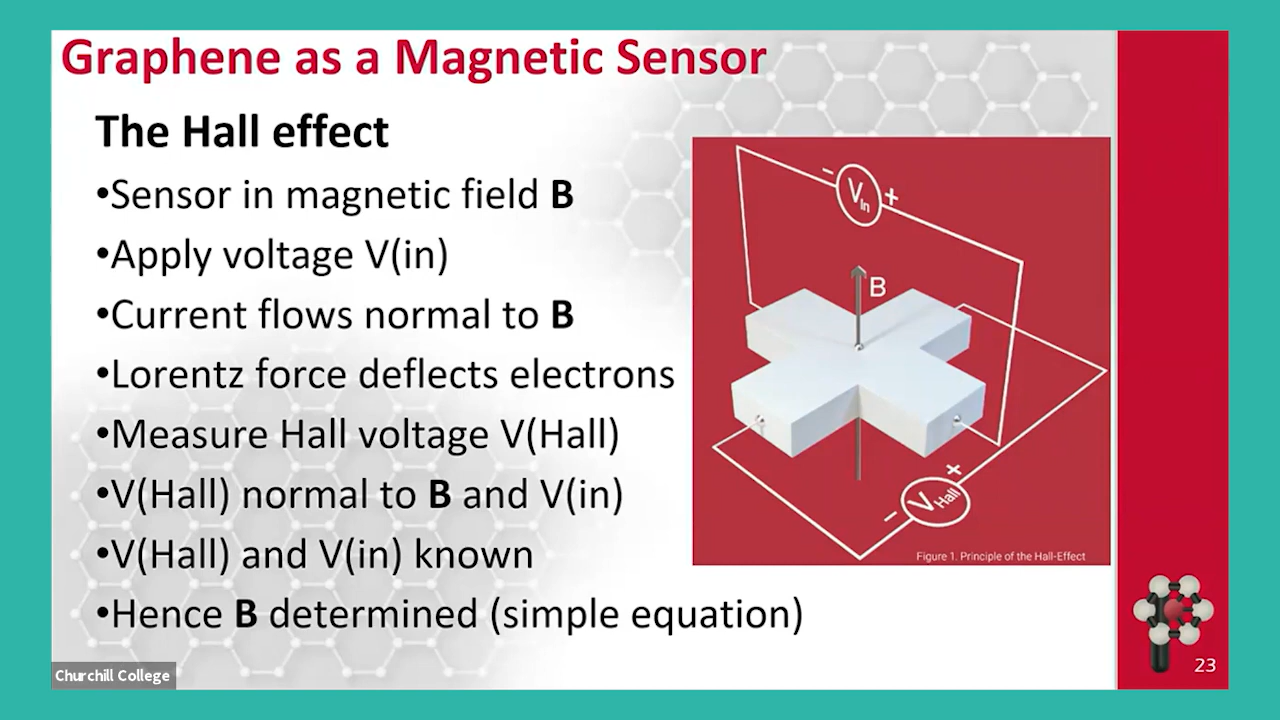 Graphene as a Magnetic Sensor
The Hall effect
•Sensor in magnetic field B
•Apply voltage V(in)
•Current flows normal to B
•Lorentz force deflects electrons
•Measure Hall voltage V(Hall)
•V(Hall) normal to B and V(in)
•V(Hall) and V(in) known
•Hence B determined (simple equation)
− VIn +
B
− VHall +
Figure 1. Principle of the Hall-Effect
Churchill College
23